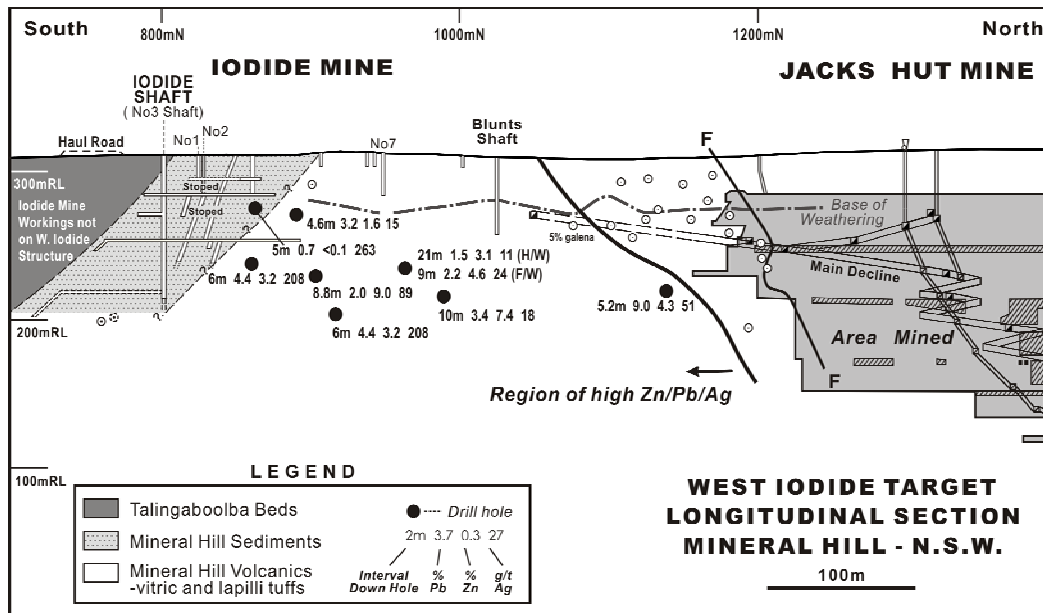 South
800mN
1000mN
1200mN
North
IODIDE MINE
JACKS HUT MINE
IODIDE
SHAFT
( No3 Shaft)
Haul Road
No1
No2
No7
Blunts
Shaft
F
300mRL
Iodide Mine
Workings not
on W. Iodide
Structure
Stoped
Stoped
4.6m 3.2 1.6 15
5m 0.7 <0.1 263
6m 4.4 3.2 208
8.8m 2.0 9.0 89
6m 4.4 3.2 208
21m 1.5 3.1 11 (H/W)
9m 2.2 4.6 24 (F/W)
10m 3.4 7.4 18
5% galena
5.2m 9.0 4.3 51
Base of
Weathering
Main Decline
Area Mined
F
200mRL
Region of high Zn/Pb/Ag
100mRL
LEGEND
Talingaboolba Beds
Mineral Hill Sediments
Mineral Hill Volcanics
-vitric and lapilli tuffs
Drill hole
2m 3.7 0.3 27
Interval % % g/t
Down Hole Pb Zn Ag
WEST IODIDE TARGET
LONGITUDINAL SECTION
MINERAL HILL - N.S.W.
100m